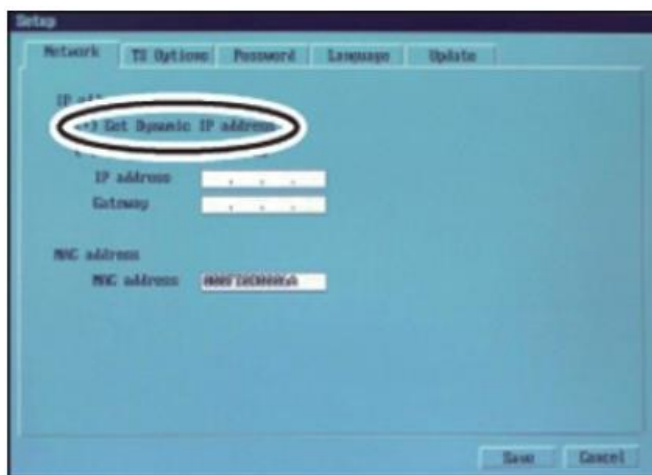 Setup
Network TS Options Password Language Update
Get Dynamic IP address
IP address
Gateway
MAC address
MAC address
Save Cancel